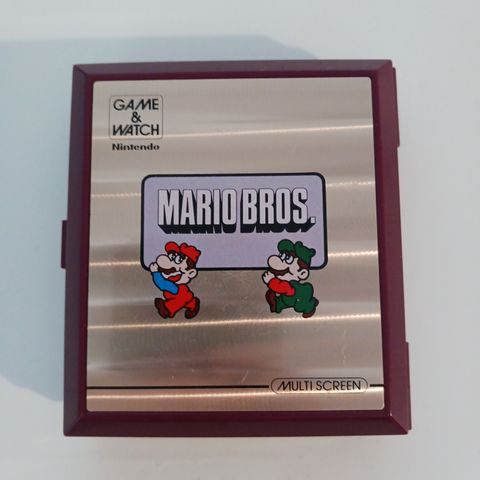 GAME
&
WATCH
Nintendo
MARIO BROS.
MULTI SCREEN